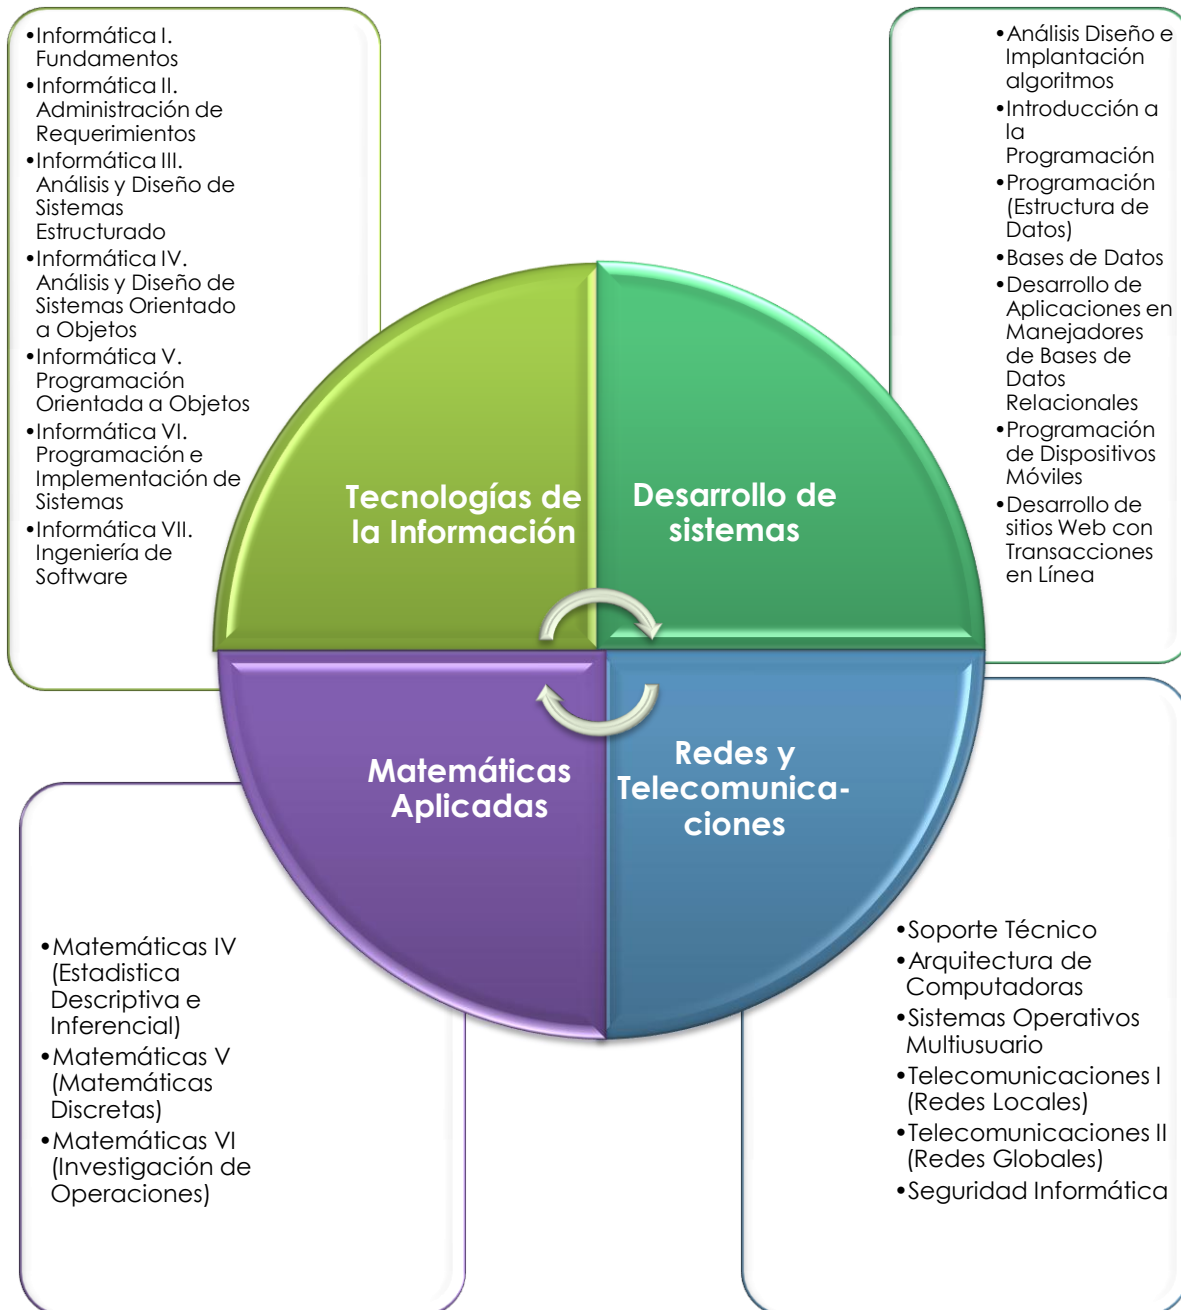 •Informática I.
Fundamentos
•Informática II.
Administración de
Requerimientos
•Informática III.
Análisis y Diseño de
Sistemas
Estructurado
•Informática IV.
Análisis y Diseño de
Sistemas Orientado
a Objetos
•Informática V.
Programación
Orientada a Objetos
•Informática VI.
Programación e
Implementación de
Sistemas
•Informática VII.
Ingeniería de
Software
•Análisis Diseño e
Implantación
algoritmos
•Introducción a
la
Programación
•Programación
(Estructura de
Datos)
•Bases de Datos
•Desarrollo de
Aplicaciones en
Manejadores
de Bases de
Datos
Relacionales
•Programación
de Dispositivos
Móviles
•Desarrollo de
sitios Web con
Transacciones
en Línea
Tecnologías de
la Información
Desarrollo de
sistemas
Matemáticas
Aplicadas
Redes y
Telecomunica-
ciones
•Matemáticas IV
(Estadistica
Descriptiva e
Inferencial)
•Matemáticas V
(Matemáticas
Discretas)
•Matemáticas VI
(Investigación de
Operaciones)
•Soporte Técnico
•Arquitectura de
Computadoras
•Sistemas Operativos
Multiusuario
•Telecomunicaciones I
(Redes Locales)
•Telecomunicaciones II
(Redes Globales)
•Seguridad Informática